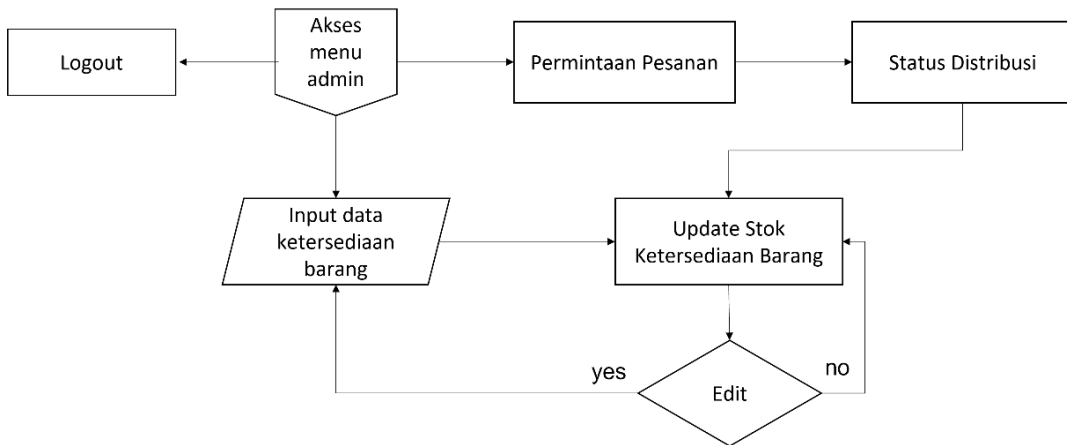 Logout
Akses
menu
admin
Permintaan Pesanan
Status Distribusi
Input data
ketersediaan
barang
Update Stok
Ketersediaan Barang
yes
Edit
no